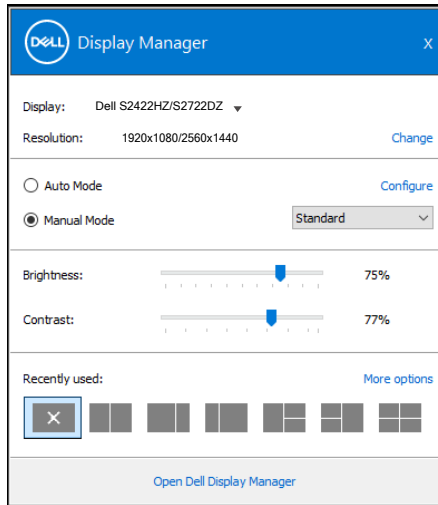 DELL Display Manager X
Display: Dell S2422HZ/S2722DZ
Resolution: 1920x1080/2560x1440 Change
Auto Mode Configure
Manual Mode Standard
Brightness: 75%
Contrast: 77%
Recently used: More options
Open Dell Display Manager